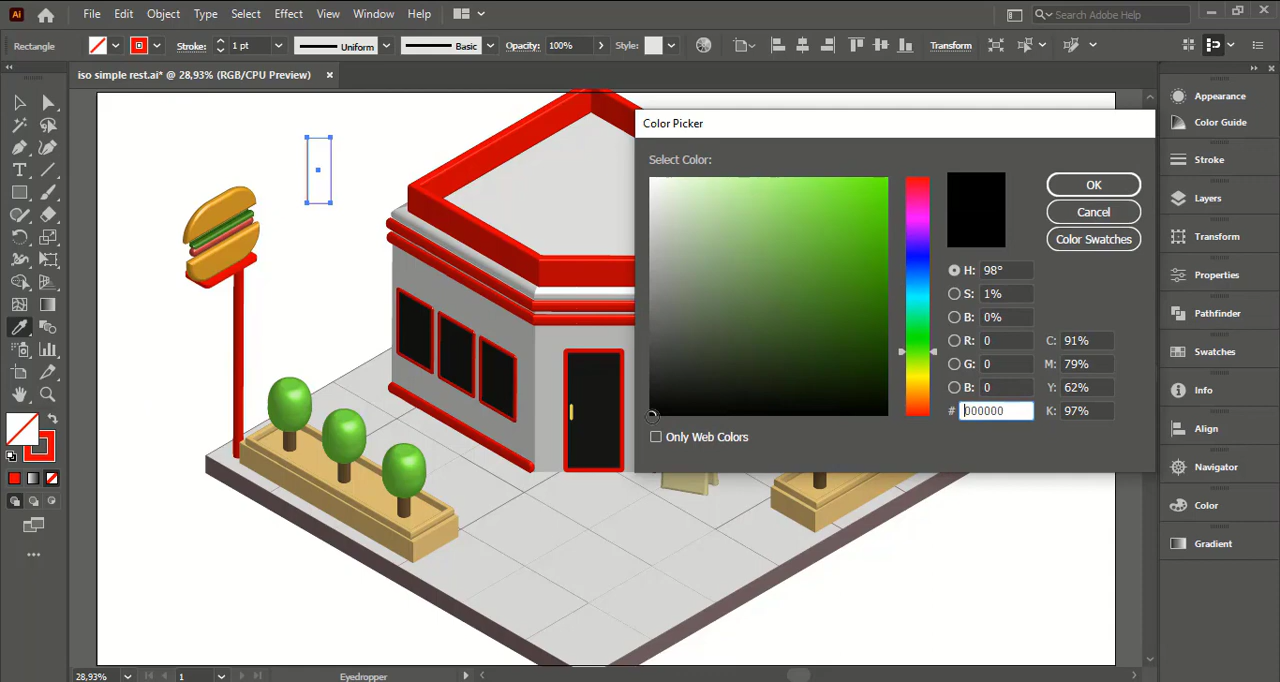 Ai File Edit Object Type Select Effect View Window Help Search Adobe Help
Rectangle Stroke: 1 pt Uniform Basic Opacity: 100% Style: Transform
iso simple rest.ai* @ 28,93% (RGB/CPU Preview) ×
Color Picker
Select Color:
OK
Cancel
Color Swatches
H: 98°
S: 1%
B: 0%
R: 0 C: 91%
G: 0 M: 79%
B: 0 Y: 62%
# 000000 K: 97%
Only Web Colors
Appearance
Color Guide
Stroke
Layers
Transform
Properties
Pathfinder
Swatches
Info
Align
Navigator
Color
Gradient
28,93% 1 Eyedropper